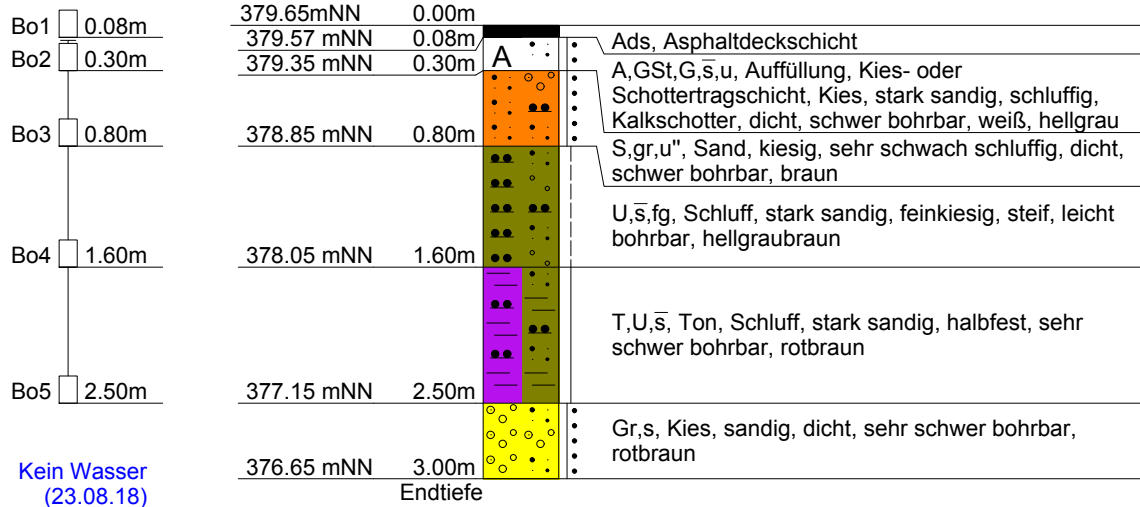 379.65mNN 0.00m
Bo1 0.08m
379.57 mNN 0.08m
Ads, Asphaltdeckschicht
Bo2 0.30m
379.35 mNN 0.30m
A
A,GSt,G,s̅,u, Auffüllung, Kies- oder
Schottertragschicht, Kies, stark sandig, schluffig,
Kalkschotter, dicht, schwer bohrbar, weiß, hellgrau
Bo3 0.80m
378.85 mNN 0.80m
S,gr,u", Sand, kiesig, sehr schwach schluffig, dicht,
schwer bohrbar, braun
U,s̅,fg, Schluff, stark sandig, feinkiesig, steif, leicht
bohrbar, hellgraubraun
Bo4 1.60m
378.05 mNN 1.60m
T,U,s̅, Ton, Schluff, stark sandig, halbfest, sehr
schwer bohrbar, rotbraun
Bo5 2.50m
377.15 mNN 2.50m
Gr,s, Kies, sandig, dicht, sehr schwer bohrbar,
rotbraun
376.65 mNN 3.00m
Endtiefe
Kein Wasser
(23.08.18)